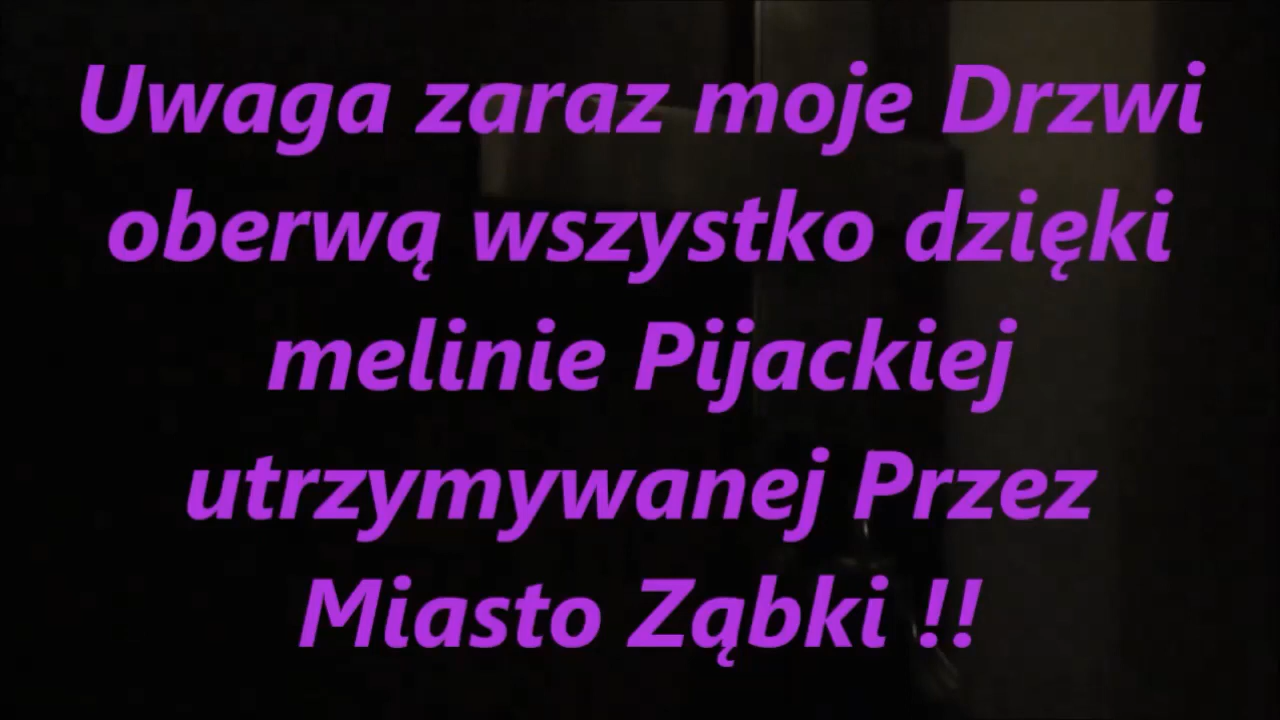 Uwaga zaraz moje Drzwi
oberwą wszystko dzięki
melinie Pijackiej
utrzymywanej Przez
Miasto Ząbki !!